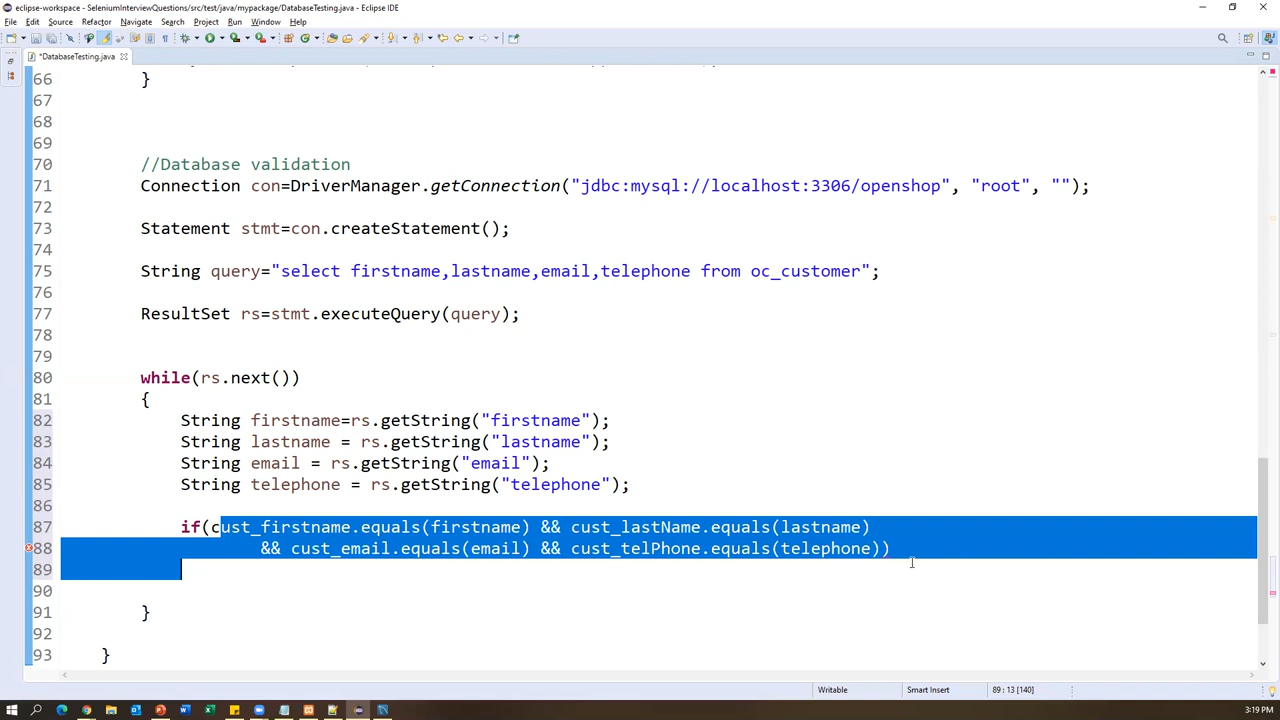 eclipse-workspace - SeleniumInterviewQuestions/src/test/java/mypackage/DatabaseTesting.java - Eclipse IDE
File Edit Source Refactor Navigate Search Project Run Window Help
*DatabaseTesting.java
66 }
67
68
69
70 //Database validation
71 Connection con=DriverManager.getConnection("jdbc:mysql://localhost:3306/openshop", "root", "");
72
73 Statement stmt=con.createStatement();
74
75 String query="select firstname,lastname,email,telephone from oc_customer";
76
77 ResultSet rs=stmt.executeQuery(query);
78
79
80 while(rs.next())
81 {
82 String firstname=rs.getString("firstname");
83 String lastname = rs.getString("lastname");
84 String email = rs.getString("email");
85 String telephone = rs.getString("telephone");
86
87 if(cust_firstname.equals(firstname) && cust_lastName.equals(lastname)
88 && cust_email.equals(email) && cust_telPhone.equals(telephone))
89
90
91 }
92
93 }
Writable Smart Insert 89 : 13 [140]
3:19 PM